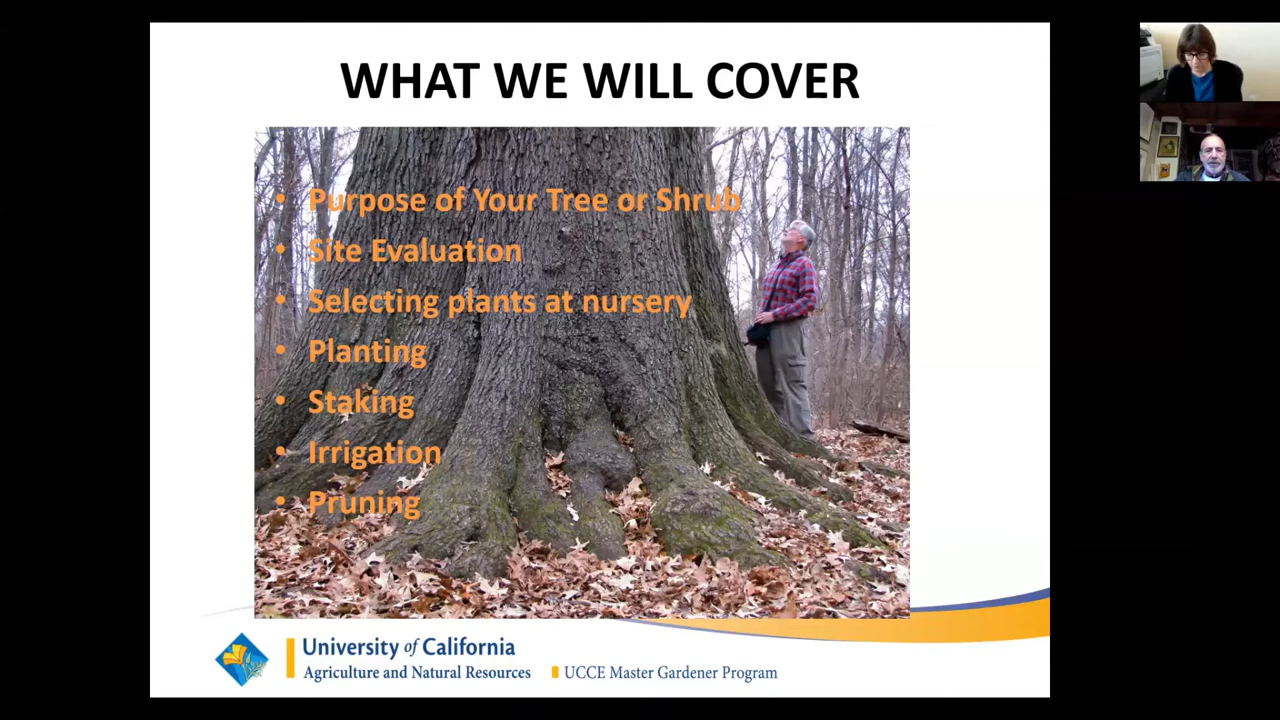 WHAT WE WILL COVER
• Purpose of Your Tree or Shrub
• Site Evaluation
• Selecting plants at nursery
• Planting
• Staking
• Irrigation
• Pruning
University of California
Agriculture and Natural Resources
UCCE Master Gardener Program